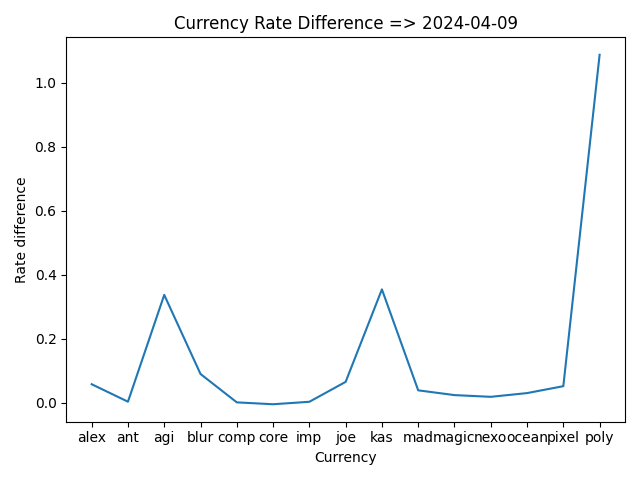 Currency Rate Difference => 2024-04-09
Rate difference
1.0
0.8
0.6
0.4
0.2
0.0
alex ant agi blur comp core imp joe kas mad magic nexo ocean pixel poly
Currency